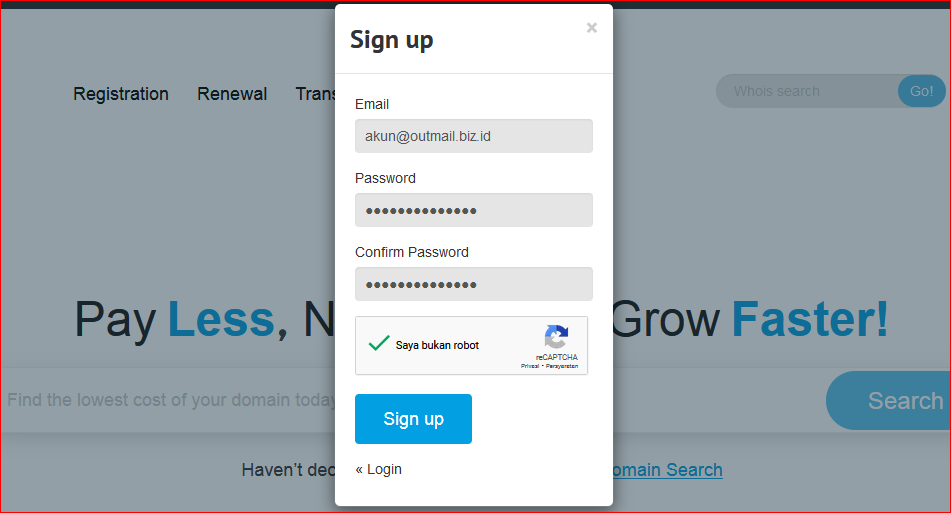 Sign up
×
Registration Renewal Trans
Whois search Go!
Email
akun@outmail.biz.id
Password
••••••••••••••
Confirm Password
••••••••••••••
Pay Less, N Grow Faster!
Saya bukan robot
reCAPTCHA
Privasi • Persyaratan
Find the lowest cost of your domain today
Search
Sign up
Haven't dec omain Search
« Login